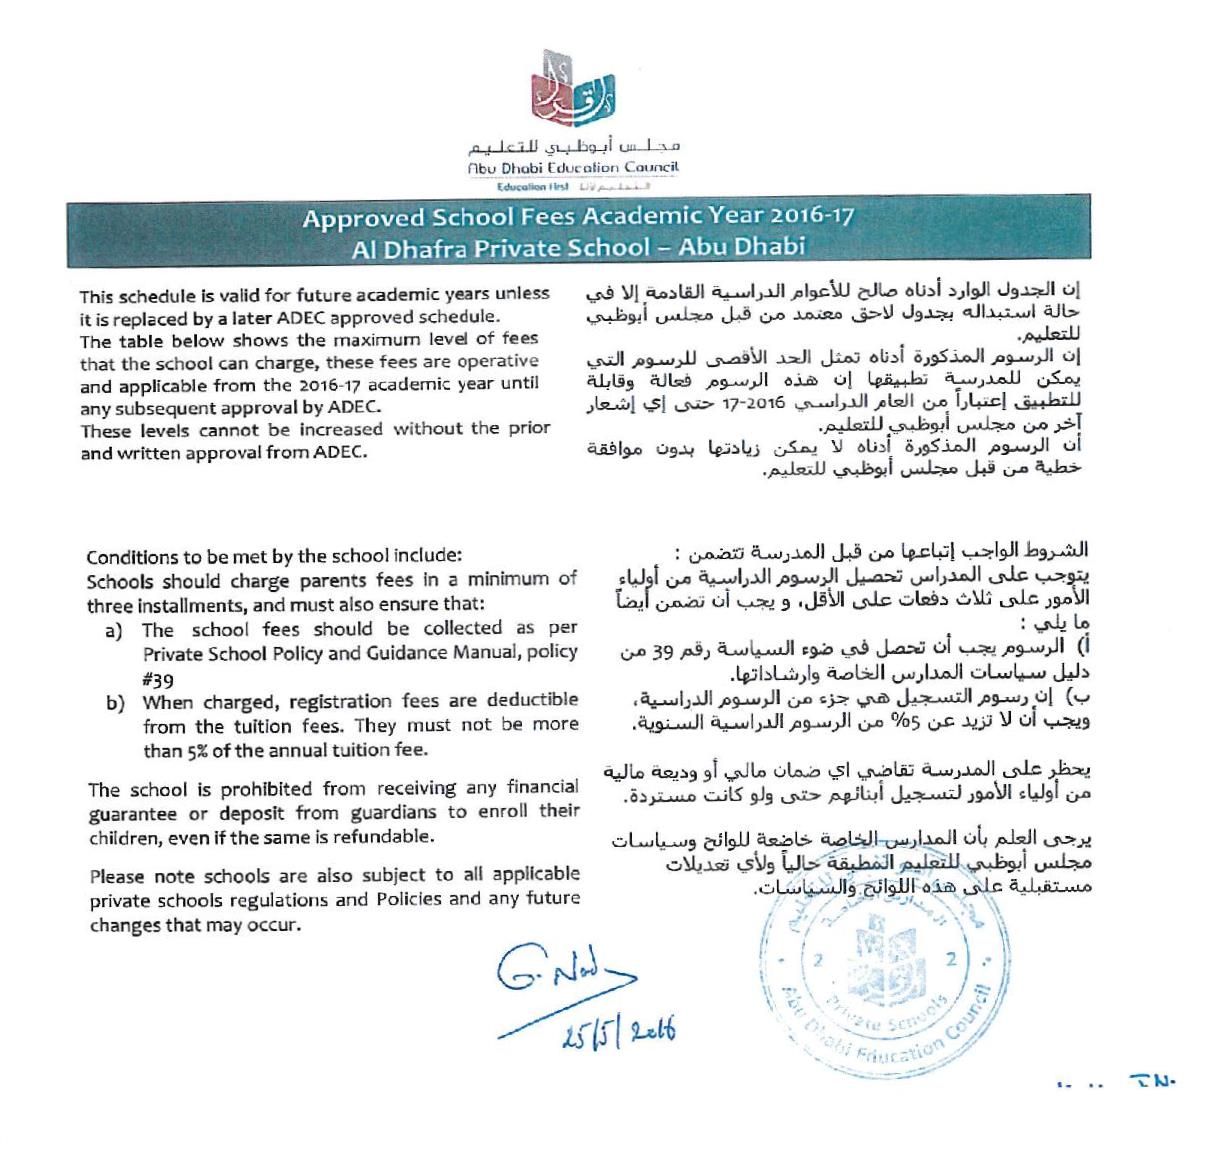 مجلس أبوظبي للتعليم
Abu Dhabi Education Council
Education First
Approved School Fees Academic Year 2016-17
Al Dhafra Private School – Abu Dhabi
This schedule is valid for future academic years unless
it is replaced by a later ADEC approved schedule.
The table below shows the maximum level of fees
that the school can charge, these fees are operative
and applicable from the 2016-17 academic year until
any subsequent approval by ADEC.
These levels cannot be increased without the prior
and written approval from ADEC.
إن الجدول الوارد أدناه صالح للأعوام الدراسية القادمة إلا في
حالة استبداله بجدول لاحق معتمد من قبل مجلس أبوظبي
للتعليم.
إن الرسوم المذكورة أدناه تمثل الحد الأقصى للرسوم التي
يمكن للمدرسة تطبيقها إن هذه الرسوم فعالة وقابلة
للتطبيق إعتباراً من العام الدراسي 2016-17 حتى إي إشعار
آخر من مجلس أبوظبي للتعليم.
أن الرسوم المذكورة أدناه لا يمكن زيادتها بدون موافقة
خطية من قبل مجلس أبوظبي للتعليم.
Conditions to be met by the school include:
Schools should charge parents fees in a minimum of
three installments, and must also ensure that:
a) The school fees should be collected as per
Private School Policy and Guidance Manual, policy
#39
b) When charged, registration fees are deductible
from the tuition fees. They must not be more
than 5% of the annual tuition fee.
The school is prohibited from receiving any financial
guarantee or deposit from guardians to enroll their
children, even if the same is refundable.
Please note schools are also subject to all applicable
private schools regulations and Policies and any future
changes that may occur.
الشروط الواجب إتباعها من قبل المدرسة تتضمن :
يتوجب على المدراس تحصيل الرسوم الدراسية من أولياء
الأمور على ثلاث دفعات على الأقل، و يجب أن تضمن أيضاً
ما يلي :
أ) الرسوم يجب أن تحصل في ضوء السياسة رقم 39 من
دليل سياسات المدارس الخاصة وارشاداتها.
ب) إن رسوم التسجيل هي جزء من الرسوم الدراسية،
ويجب أن لا تزيد عن 5% من الرسوم الدراسية السنوية.
يحظر على المدرسة تقاضي اي ضمان مالي أو وديعة مالية
من أولياء الأمور لتسجيل أبنائهم حتى ولو كانت مستردة.
يرجى العلم بأن المدارس الخاصة خاضعة للوائح وسياسات
مجلس أبوظبي للتعليم المطبقة حالياً ولأي تعديلات
مستقبلية على هذه اللوائح والسياسات.
25/5/2016
2 2
Private Schools
Abu Dhabi Education Council